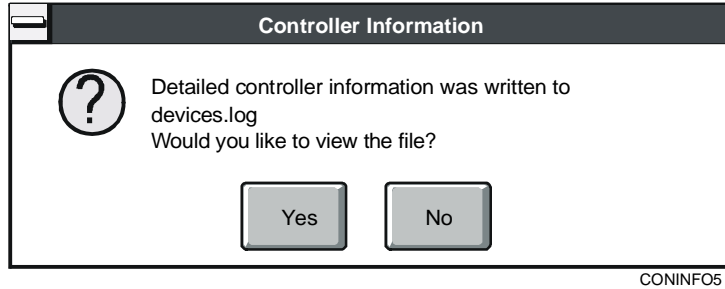 Controller Information
?
Detailed controller information was written to
devices.log
Would you like to view the file?
Yes No
CONINFO5